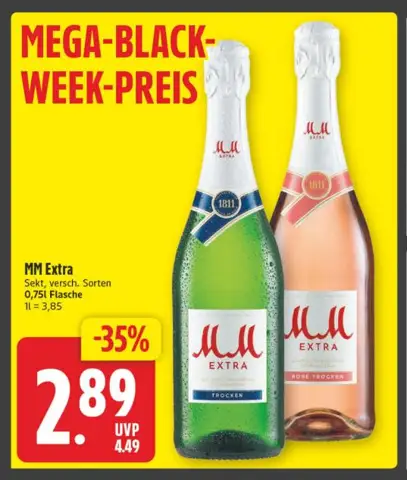 MEGA-BLACK-
WEEK-PREIS
MM Extra
Sekt, versch. Sorten
0,75l Flasche
1l = 3,85
-35%
2.89
UVP
4.49
MM
EXTRA
1811
MM
EXTRA
TROCKEN
MM
EXTRA
1811
MM
EXTRA
ROSÉ TROCKEN